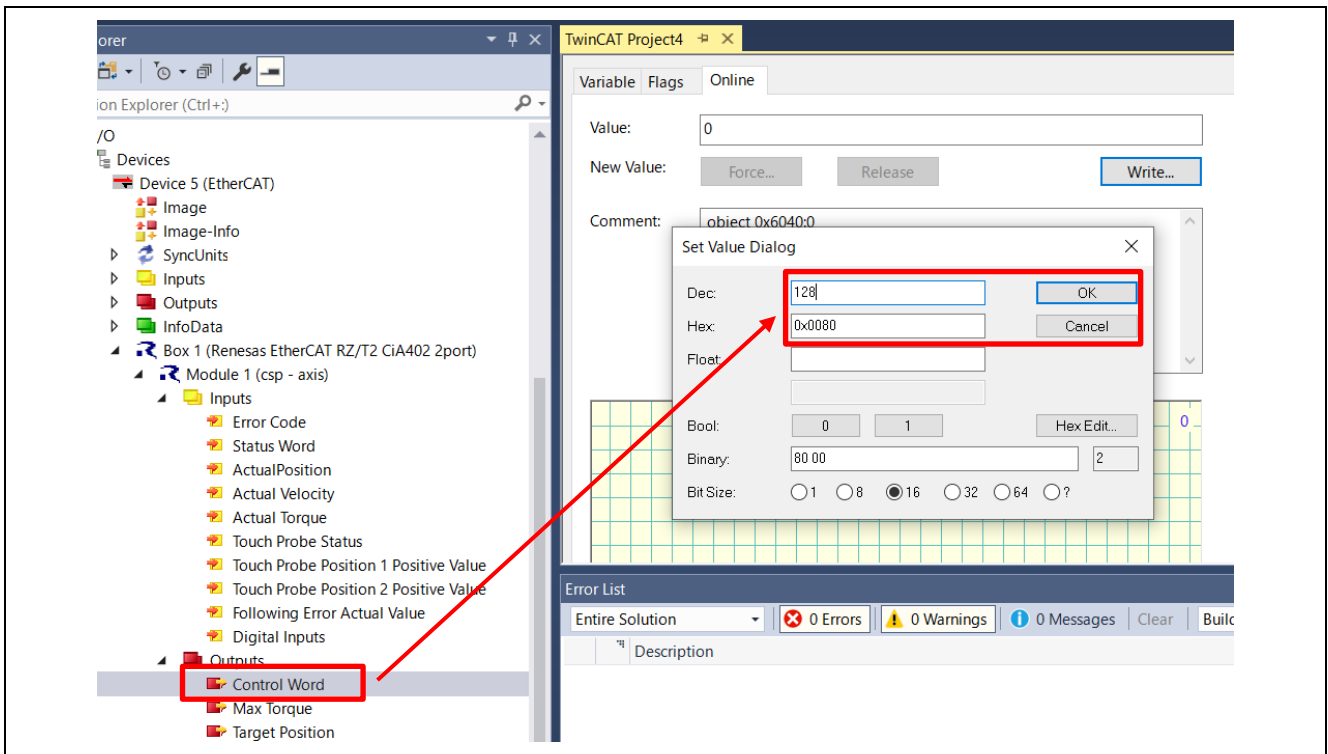 orer
ion Explorer (Ctrl+:)
/O
Devices
Device 5 (EtherCAT)
Image
Image-Info
SyncUnits
Inputs
Outputs
InfoData
Box 1 (Renesas EtherCAT RZ/T2 CiA402 2port)
Module 1 (csp - axis)
Inputs
Error Code
Status Word
ActualPosition
Actual Velocity
Actual Torque
Touch Probe Status
Touch Probe Position 1 Positive Value
Touch Probe Position 2 Positive Value
Following Error Actual Value
Digital Inputs
Outputs
Control Word
Max Torque
Target Position
TwinCAT Project4
Variable Flags Online
Value: 0
New Value: Force... Release Write...
Comment: object 0x6040:0
Set Value Dialog
Dec: 128 OK
Hex: 0x0080 Cancel
Float:
Bool: 0 1 Hex Edit...
Binary: 80 00 2
Bit Size: 1 8 16 32 64 ?
0
Error List
Entire Solution 0 Errors 0 Warnings 0 Messages Clear Builc
Description